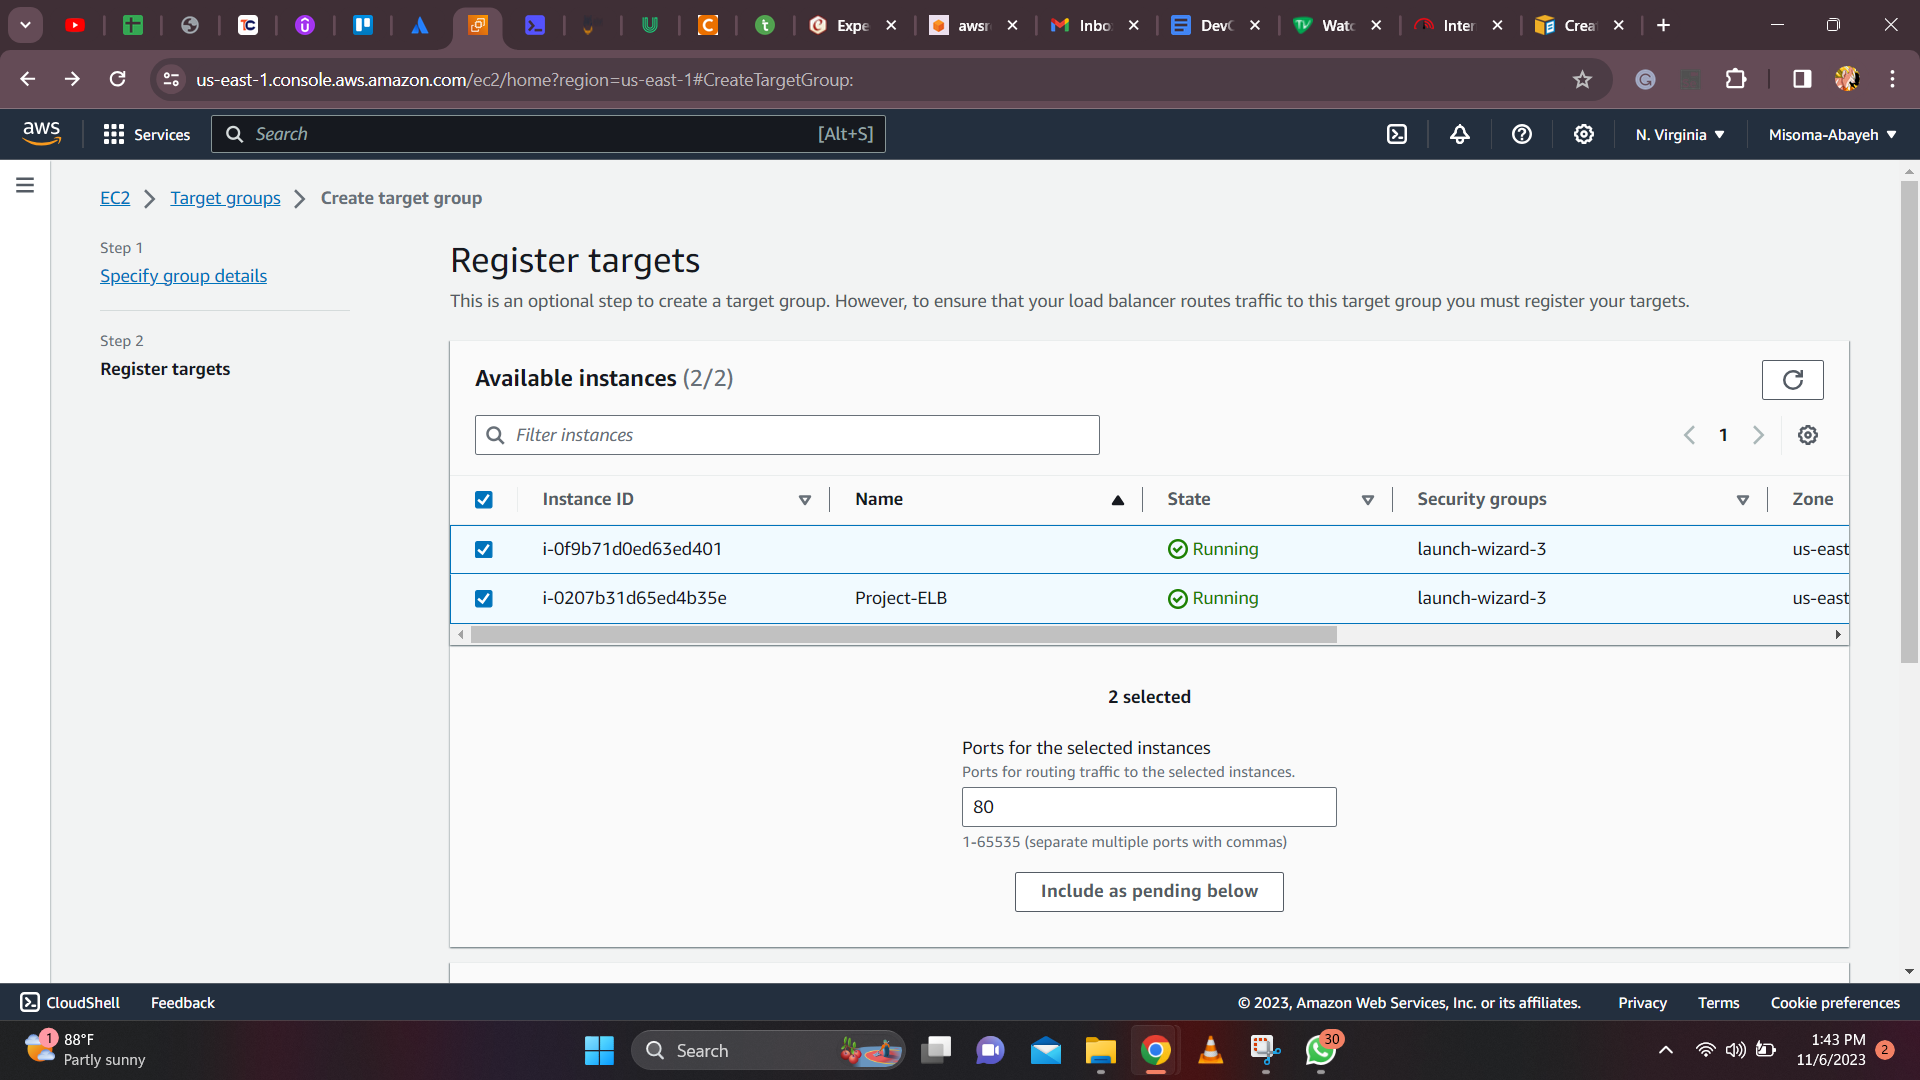 Expe
awsr
Inbo
DevC
Watc
Inter
Crea
us-east-1.console.aws.amazon.com/ec2/home?region=us-east-1#CreateTargetGroup:
aws
Services
Search
[Alt+S]
N. Virginia
Misoma-Abayeh
EC2
Target groups
Create target group
Step 1
Specify group details
Step 2
Register targets
Register targets
This is an optional step to create a target group. However, to ensure that your load balancer routes traffic to this target group you must register your targets.
Available instances (2/2)
Filter instances
1
Instance ID Name State Security groups Zone
i-0f9b71d0ed63ed401 Running launch-wizard-3 us-east
i-0207b31d65ed4b35e Project-ELB Running launch-wizard-3 us-east
2 selected
Ports for the selected instances
Ports for routing traffic to the selected instances.
80
1-65535 (separate multiple ports with commas)
Include as pending below
CloudShell
Feedback
© 2023, Amazon Web Services, Inc. or its affiliates.
Privacy
Terms
Cookie preferences
1
88°F
Partly sunny
Search
30
1:43 PM
11/6/2023
2